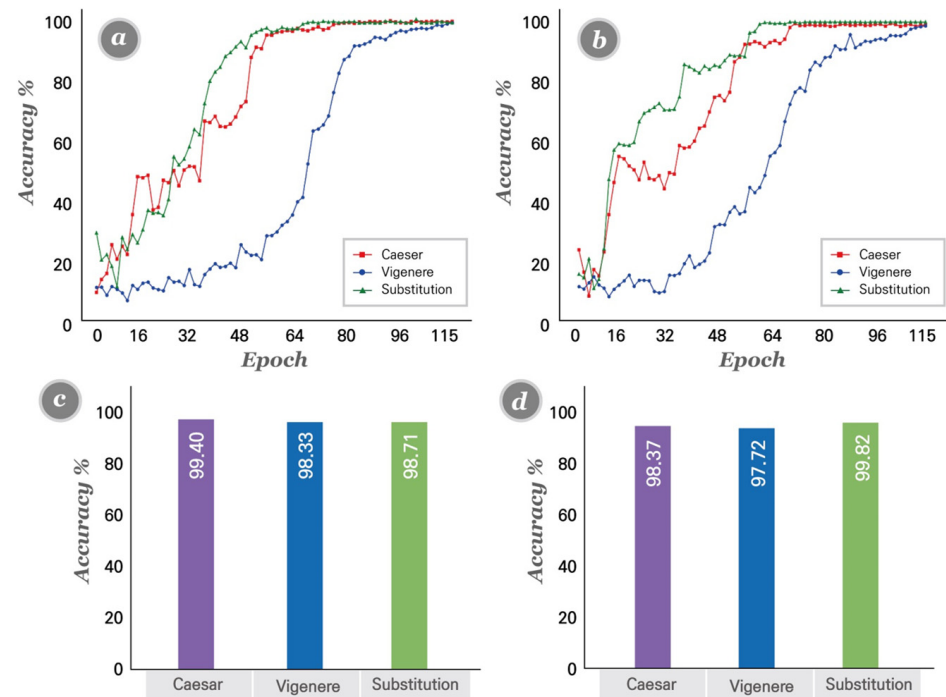 a
Accuracy %
100
80
60
40
20
0
Caeser
Vigenere
Substitution
0 16 32 48 64 80 96 115
Epoch
b
Accuracy %
100
80
60
40
20
0
Caeser
Vigenere
Substitution
0 16 32 48 64 80 96 115
Epoch
c
Accuracy %
100
80
60
40
20
0
99.40
98.33
98.71
Caesar Vigenere Substitution
d
Accuracy %
100
80
60
40
20
0
98.37
97.72
99.82
Caesar Vigenere Substitution